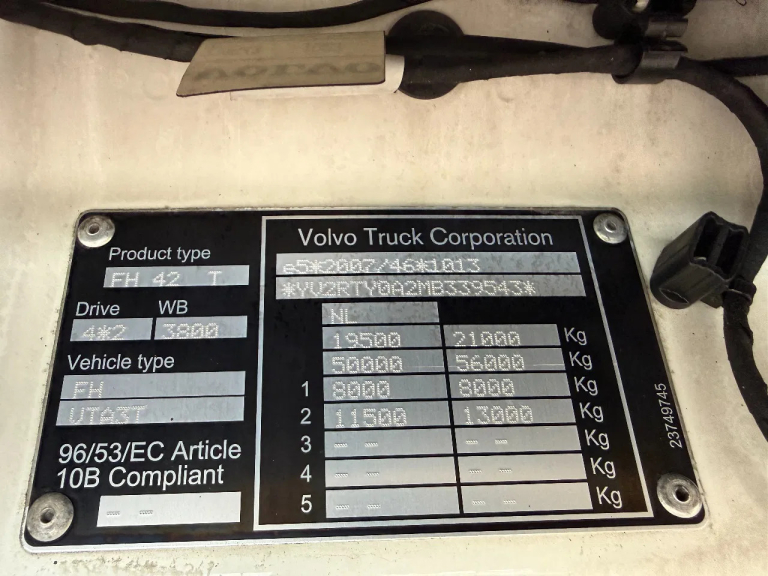 VOLVO
Volvo Truck Corporation
Product type
FH 42 T
e5*2007/46*1013
*YV2RTY0A2MB339543*
Drive WB
4*2 3800
NL
19500 21000 Kg
50000 56000 Kg
Vehicle type
FH
VTA3T
1 8000 8000 Kg
2 11500 13000 Kg
3 -- -- -- -- Kg
4 -- -- -- -- Kg
5 -- -- -- -- Kg
96/53/EC Article
10B Compliant
-- --
23749745